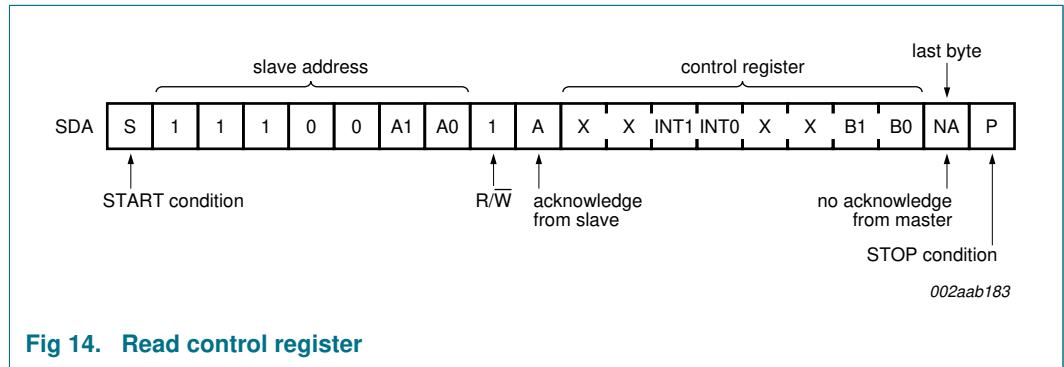 last byte
slave address control register
SDA S 1 1 1 0 0 A1 A0 1 A X X INT1 INT0 X X B1 B0 NA P
START condition R/W̅ acknowledge from slave no acknowledge from master
STOP condition
002aab183
Fig 14. Read control register